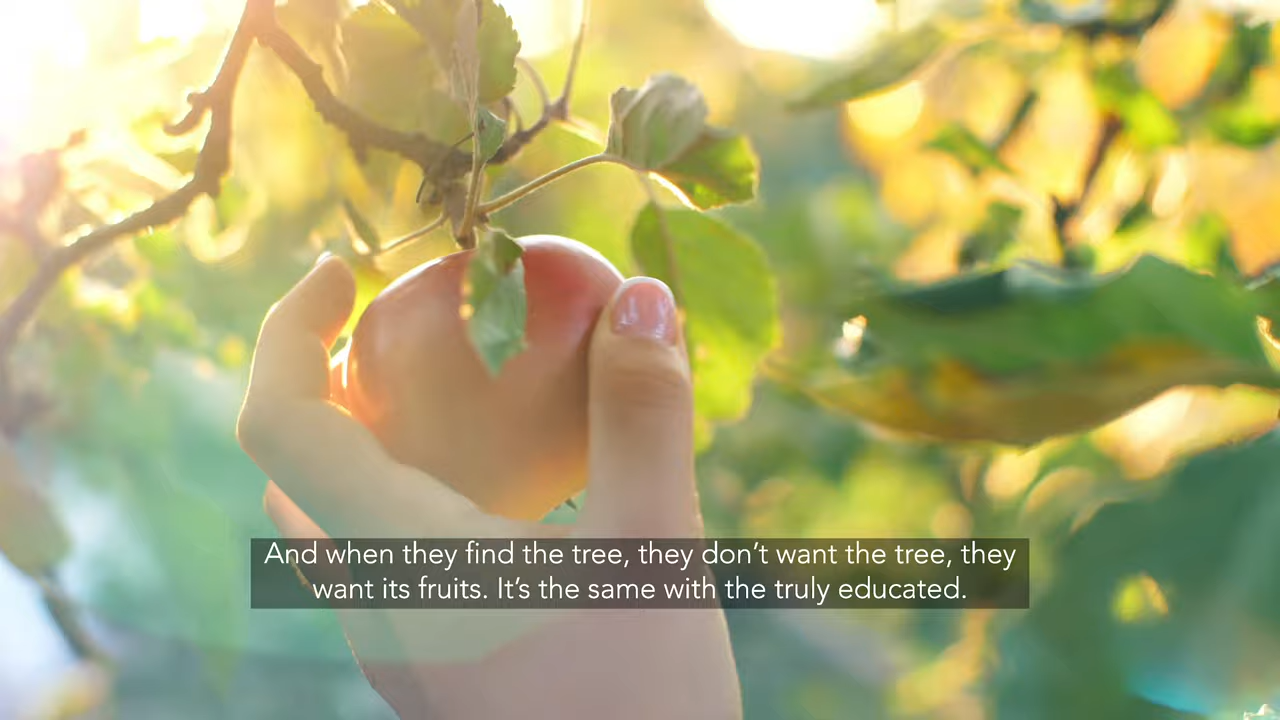 And when they find the tree, they don’t want the tree, they
want its fruits. It’s the same with the truly educated.